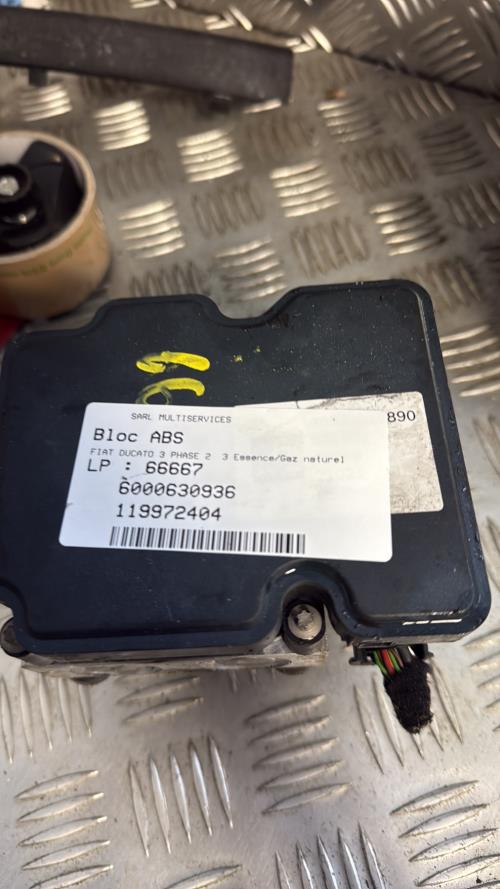 SARL MULTISERVICES
890
Bloc ABS
FIAT DUCATO 3 PHASE 2 3 Essence/Gaz naturel
LP : 66667
6000630936
119972404